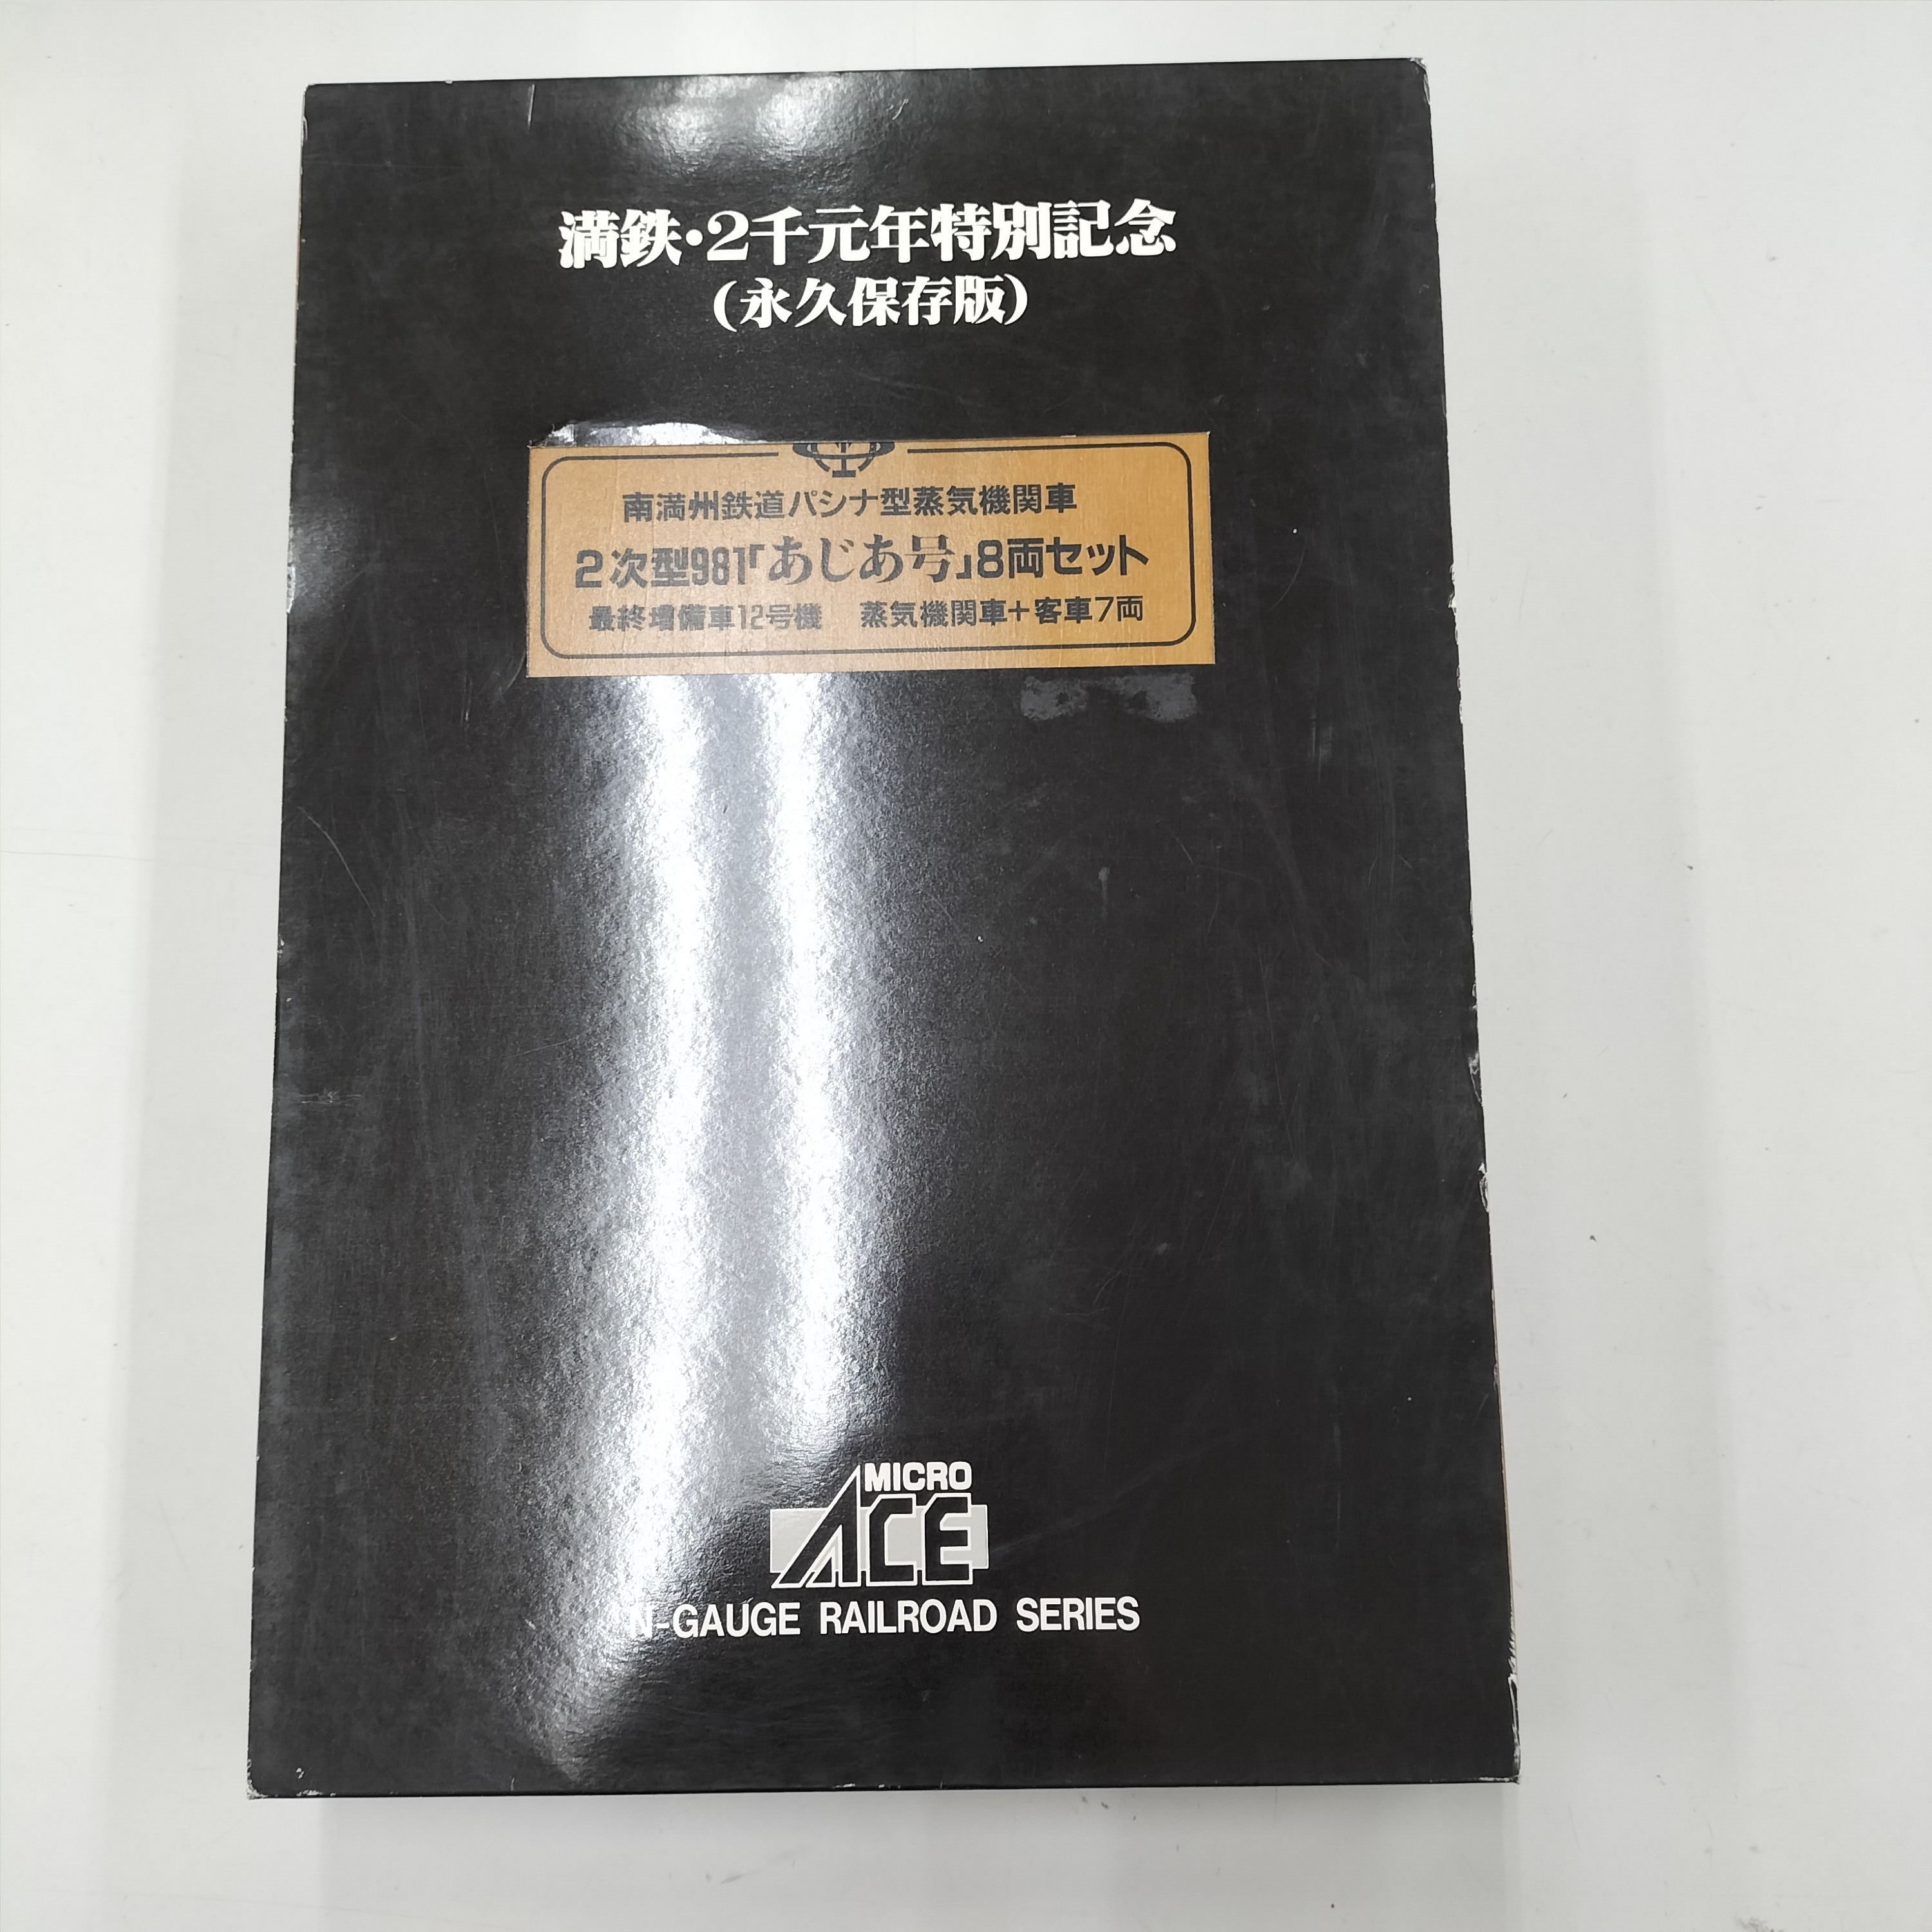 満鉄・2千元年特別記念
(永久保存版)
南満州鉄道パシナ型蒸気機関車
2次型981「あじあ号」8両セット
最終増備車12号機 蒸気機関車+客車7両
MICRO
ACE
N-GAUGE RAILROAD SERIES